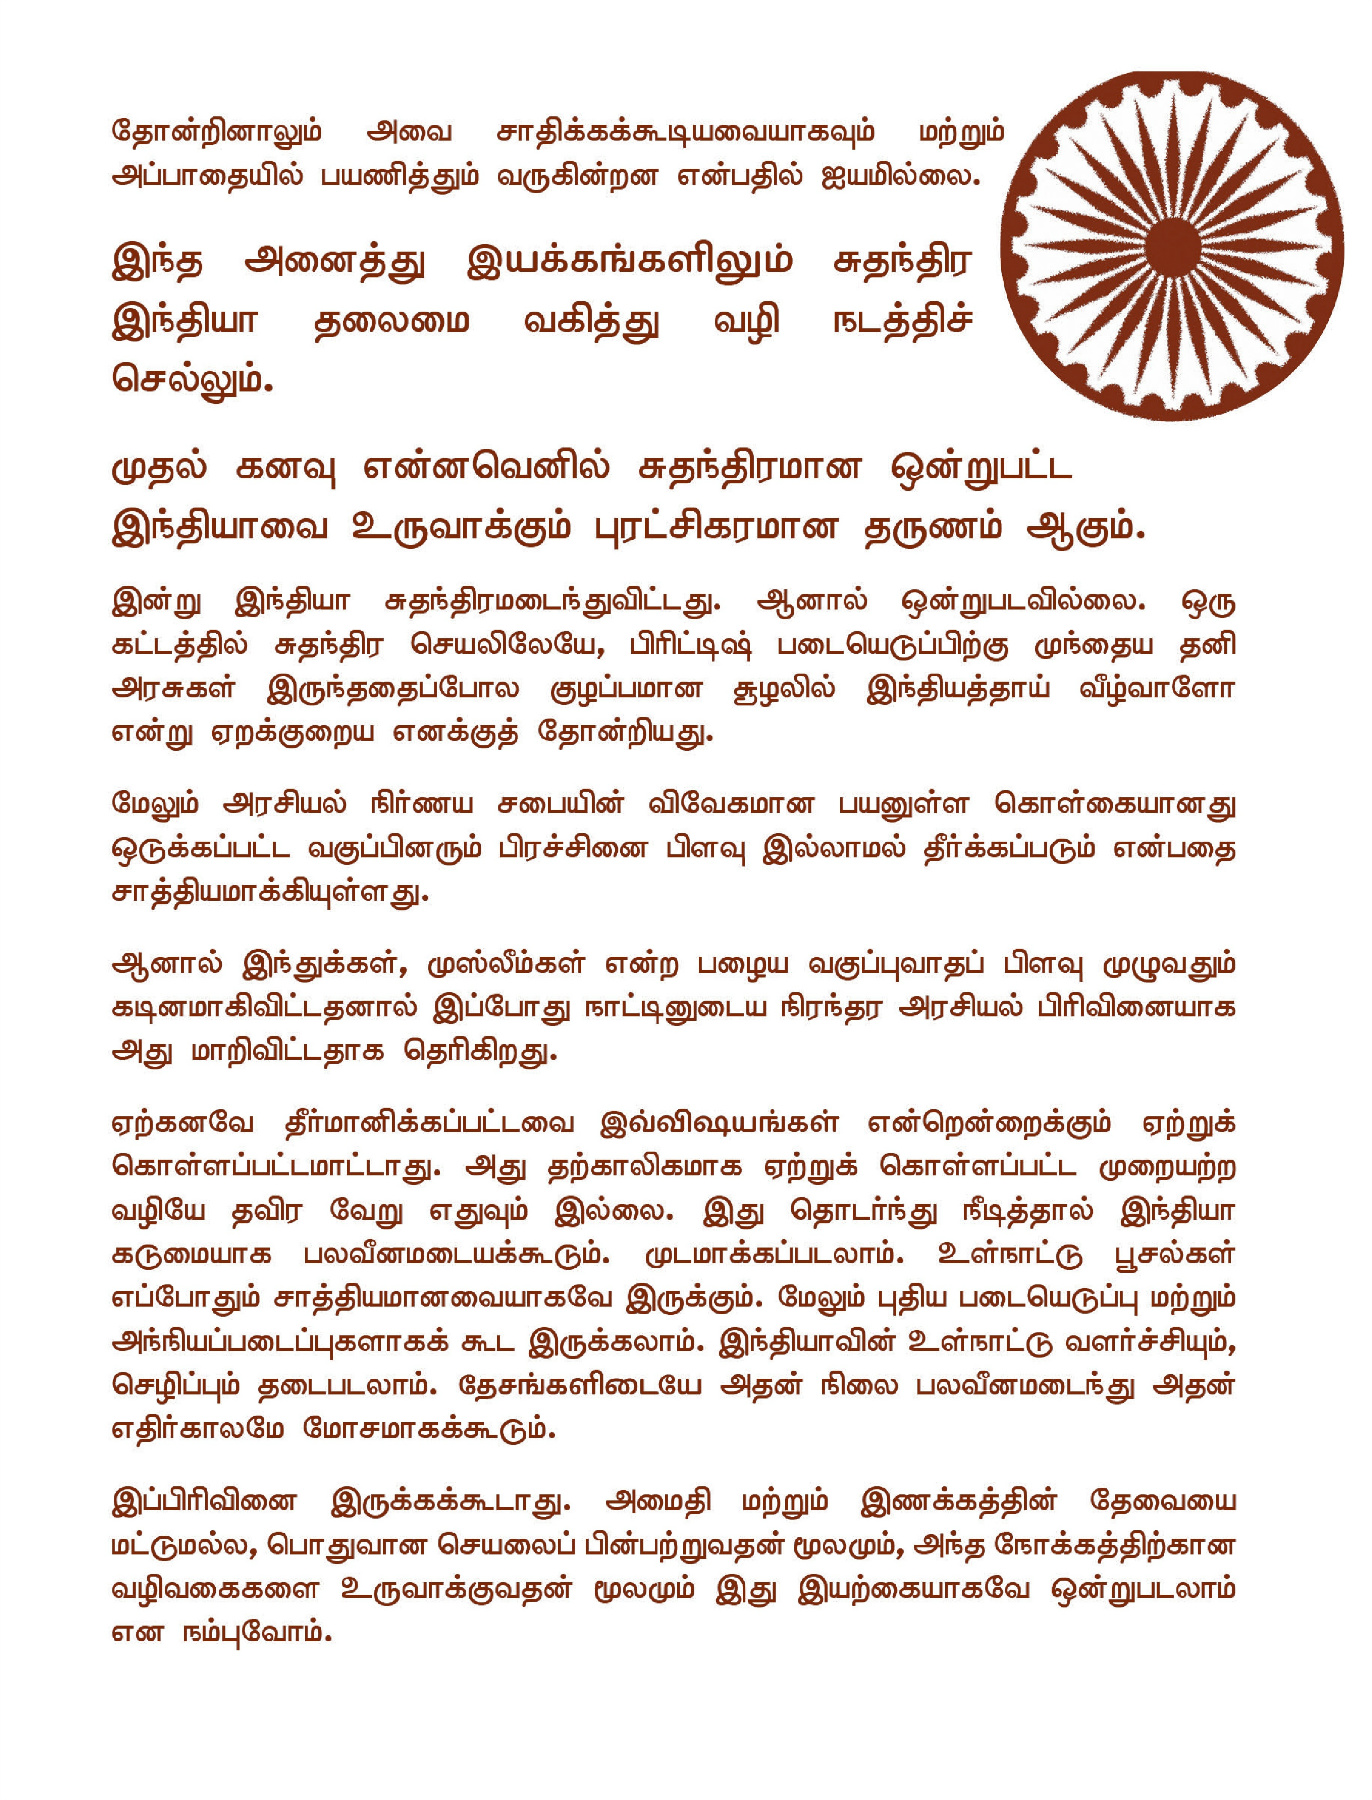 தோன்றினாலும் அவை சாதிக்கக்கூடியவையாகவும் மற்றும்
அப்பாதையில் பயணித்தும் வருகின்றன என்பதில் ஐயமில்லை.
இந்த அனைத்து இயக்கங்களிலும் சுதந்திர
இந்தியா தலைமை வகித்து வழி நடத்திச்
செல்லும்.
முதல் கனவு என்னவெனில் சுதந்திரமான ஒன்றுபட்ட
இந்தியாவை உருவாக்கும் புரட்சிகரமான தருணம் ஆகும்.
இன்று இந்தியா சுதந்திரமடைந்துவிட்டது. ஆனால் ஒன்றுபடவில்லை. ஒரு
கட்டத்தில் சுதந்திர செயலிலேயே, பிரிட்டிஷ் படையெடுப்பிற்கு முந்தைய தனி
அரசுகள் இருந்ததைப்போல குழப்பமான சூழலில் இந்தியத்தாய் வீழ்வாளோ
என்று ஏறக்குறைய எனக்குத் தோன்றியது.
மேலும் அரசியல் நிர்ணய சபையின் விவேகமான பயனுள்ள கொள்கையானது
ஒடுக்கப்பட்ட வகுப்பினரும் பிரச்சினை பிளவு இல்லாமல் தீர்க்கப்படும் என்பதை
சாத்தியமாக்கியுள்ளது.
ஆனால் இந்துக்கள், முஸ்லீம்கள் என்ற பழைய வகுப்புவாதப் பிளவு முழுவதும்
கடினமாகிவிட்டதனால் இப்போது நாட்டினுடைய நிரந்தர அரசியல் பிரிவினையாக
அது மாறிவிட்டதாக தெரிகிறது.
ஏற்கனவே தீர்மானிக்கப்பட்டவை இவ்விஷயங்கள் என்றென்றைக்கும் ஏற்றுக்
கொள்ளப்பட்டமாட்டாது. அது தற்காலிகமாக ஏற்றுக் கொள்ளப்பட்ட முறையற்ற
வழியே தவிர வேறு எதுவும் இல்லை. இது தொடர்ந்து நீடித்தால் இந்தியா
கடுமையாக பலவீனமடையக்கூடும். முடமாக்கப்படலாம். உள்நாட்டு பூசல்கள்
எப்போதும் சாத்தியமானவையாகவே இருக்கும். மேலும் புதிய படையெடுப்பு மற்றும்
அந்நியப்படைப்புகளாகக் கூட இருக்கலாம். இந்தியாவின் உள்நாட்டு வளர்ச்சியும்,
செழிப்பும் தடைபடலாம். தேசங்களிடையே அதன் நிலை பலவீனமடைந்து அதன்
எதிர்காலமே மோசமாகக்கூடும்.
இப்பிரிவினை இருக்கக்கூடாது. அமைதி மற்றும் இணக்கத்தின் தேவையை
மட்டுமல்ல, பொதுவான செயலைப் பின்பற்றுவதன் மூலமும், அந்த நோக்கத்திற்கான
வழிவகைகளை உருவாக்குவதன் மூலமும் இது இயற்கையாகவே ஒன்றுபடலாம்
என நம்புவோம்.